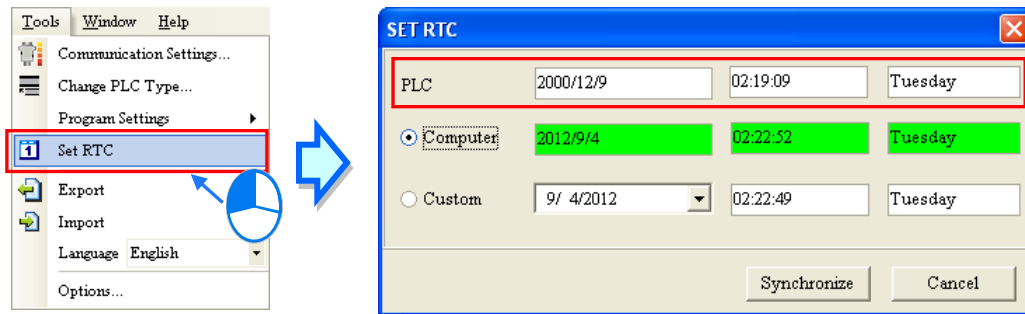 Tools Window Help
Communication Settings...
Change PLC Type...
Program Settings
1 Set RTC
Export
Import
Language English
Options...
SET RTC
PLC 2000/12/9 02:19:09 Tuesday
Computer 2012/9/4 02:22:52 Tuesday
Custom 9/ 4/2012 02:22:49 Tuesday
Synchronize Cancel